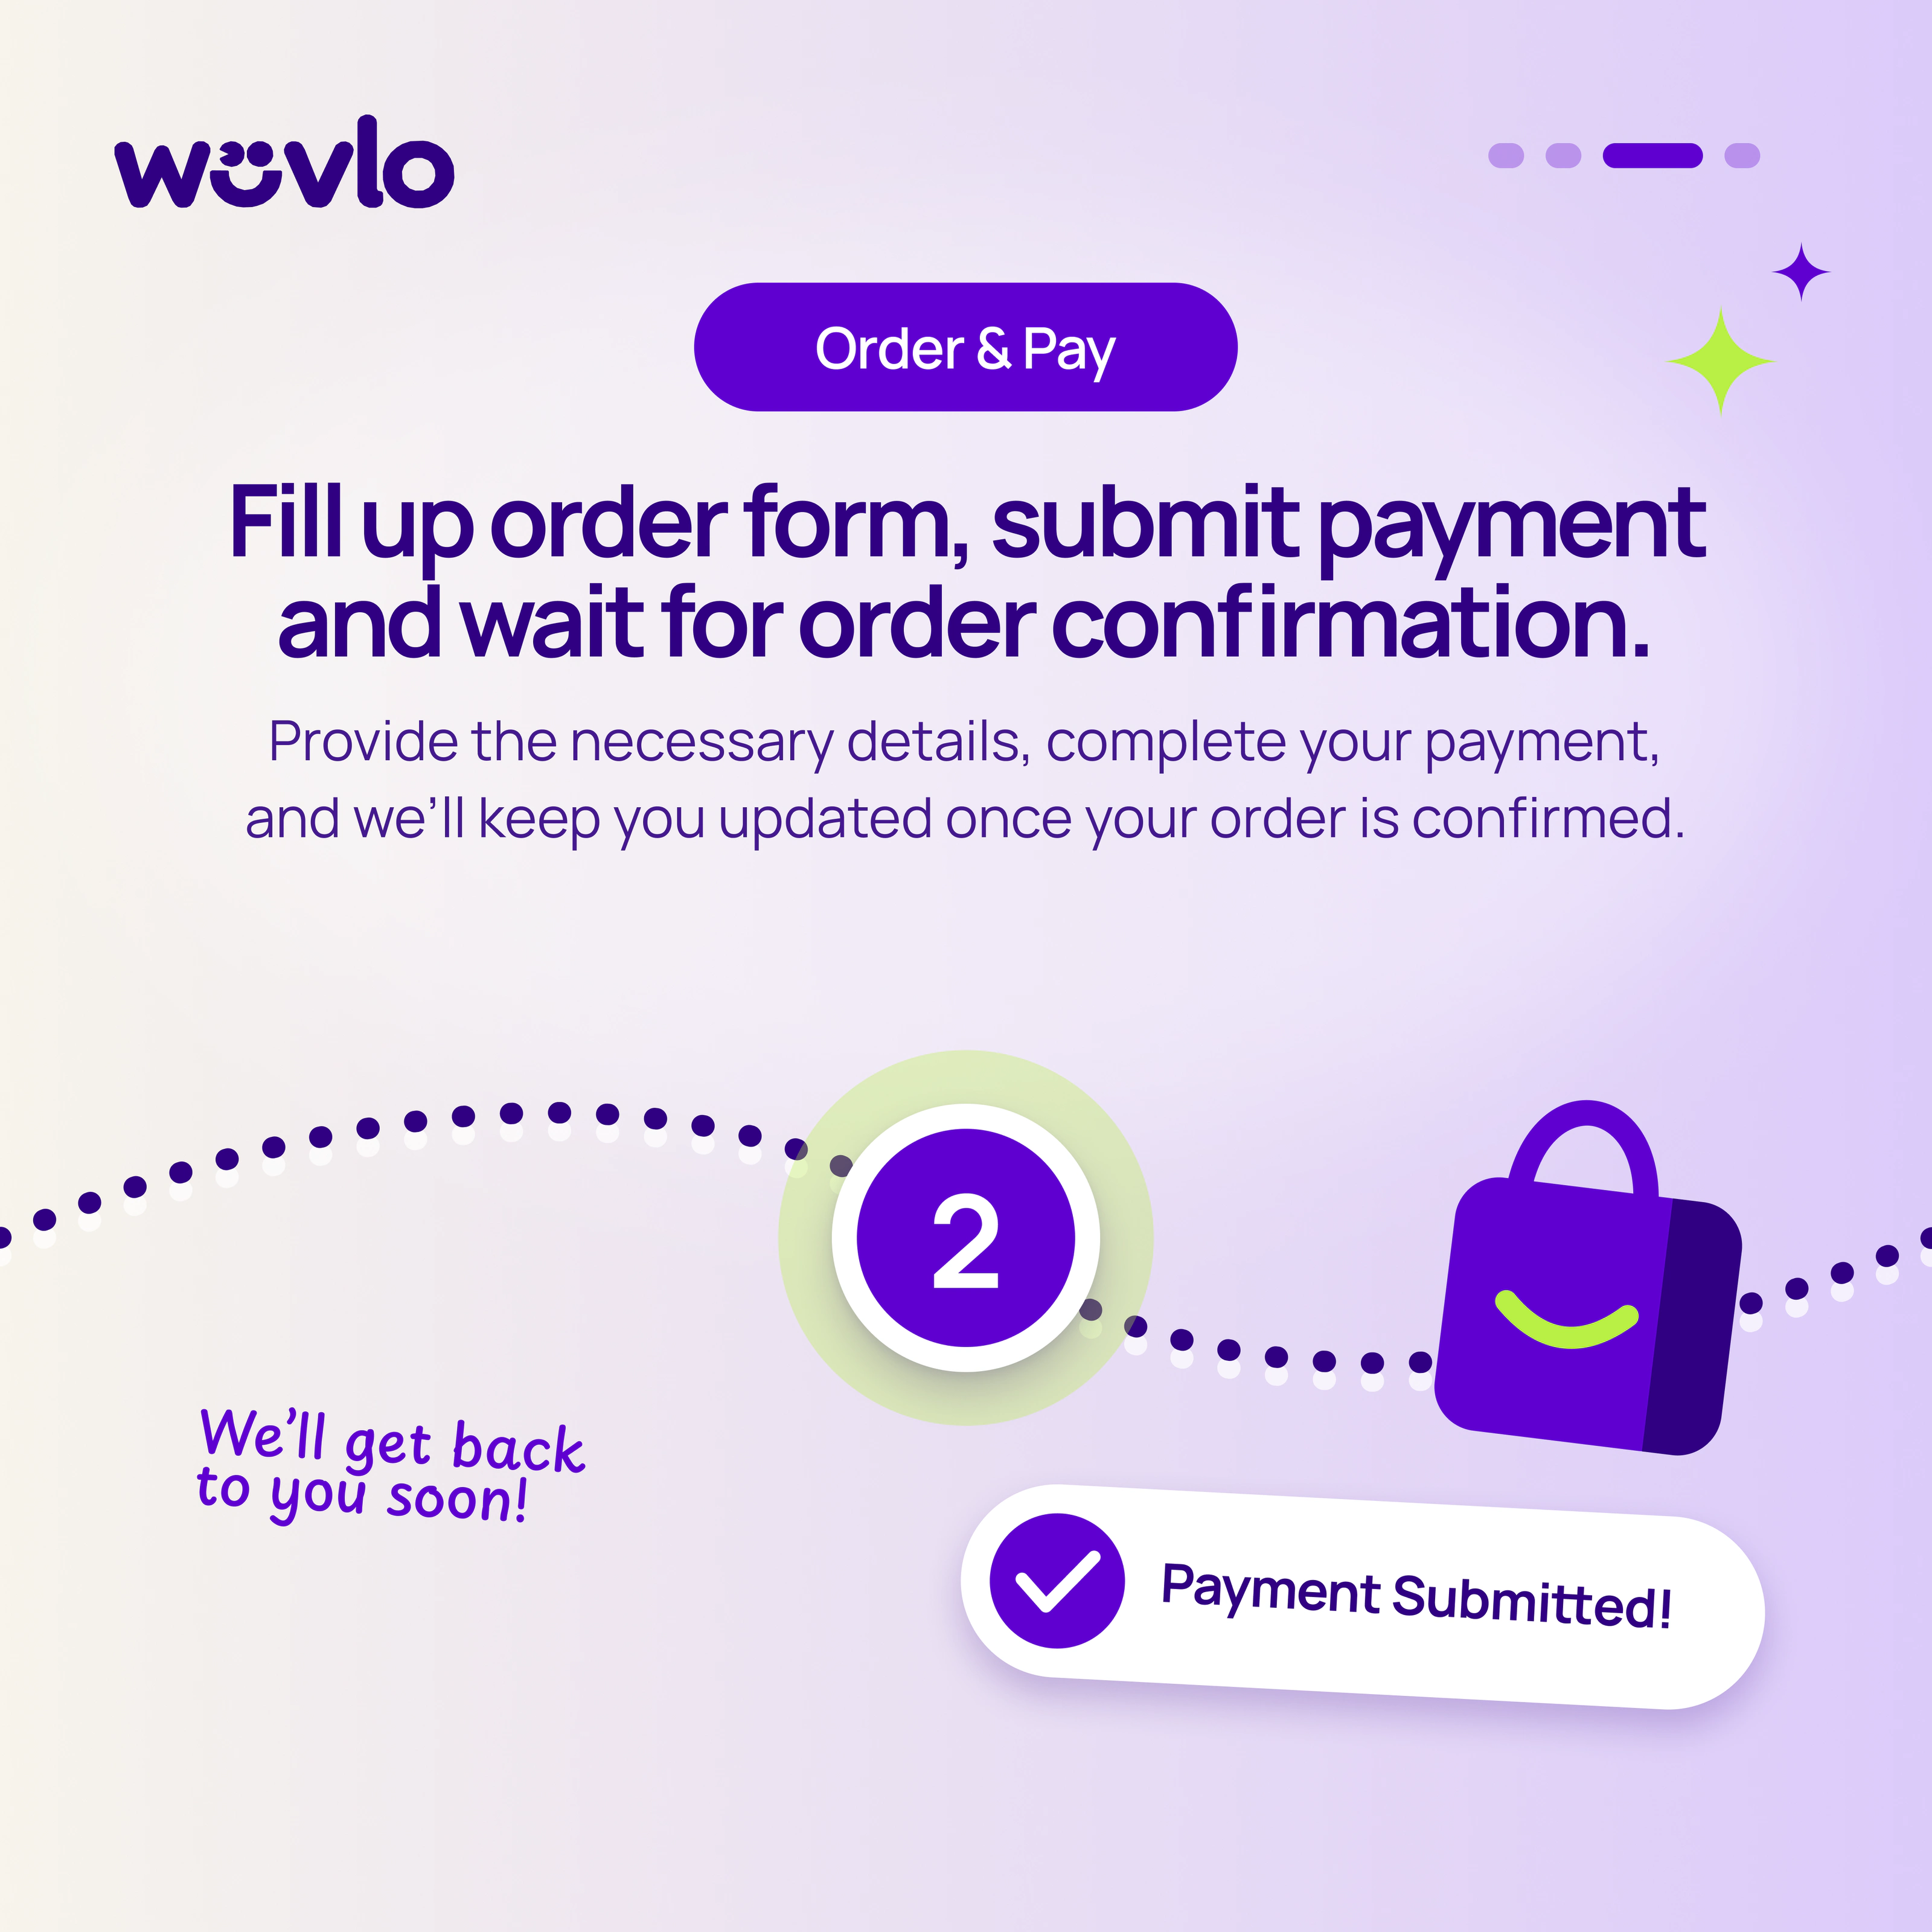 wuvlo
Order & Pay
Fill up order form, submit payment
and wait for order confirmation.
Provide the necessary details, complete your payment,
and we’ll keep you updated once your order is confirmed.
2
We’ll get back
to you soon!
Payment Submitted!